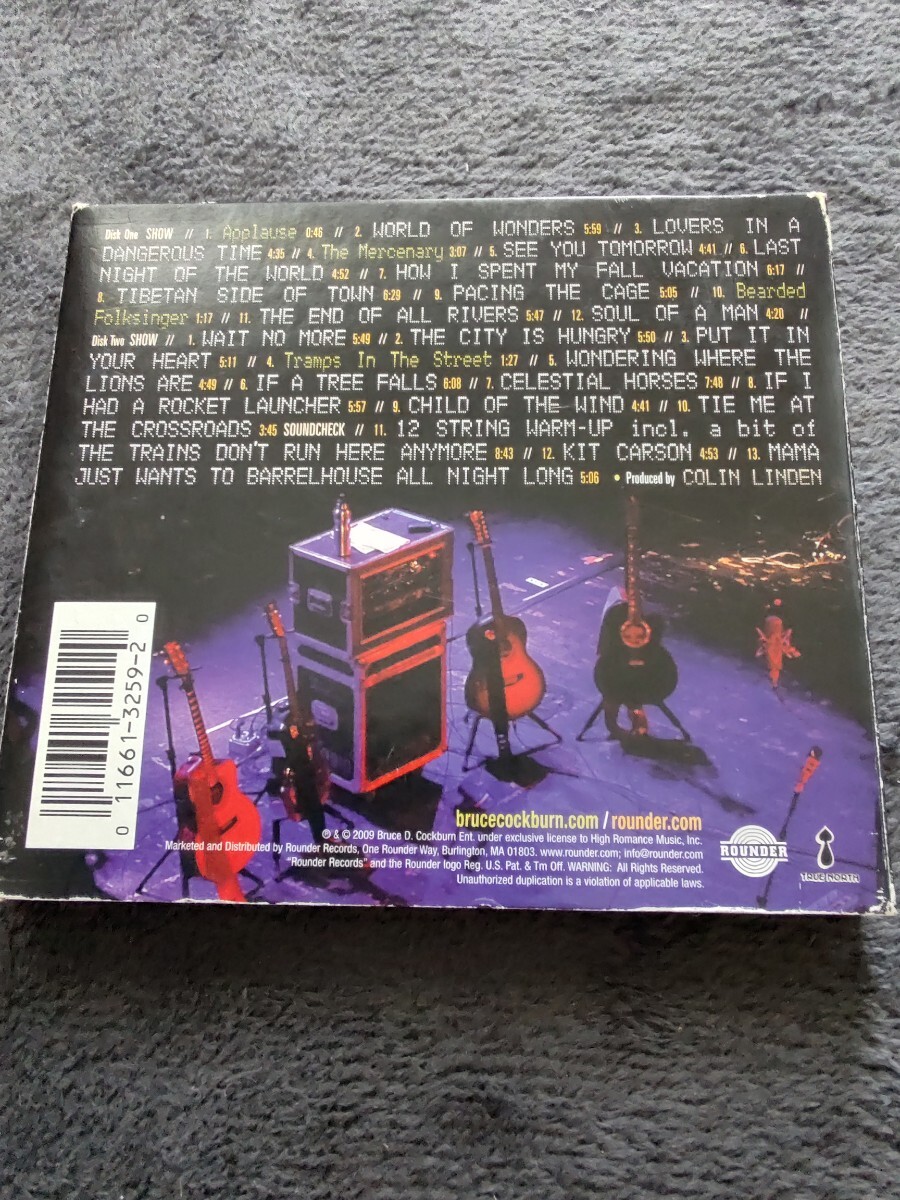 Disk One SHOW // 1. Applause 0:46 // 2. WORLD OF WONDERS 5:59 // 3. LOVERS IN A
DANGEROUS TIME 4:35 // 4. The Mercenary 3:07 // 5. SEE YOU TOMORROW 4:41 // 6. LAST
NIGHT OF THE WORLD 4:52 // 7. HOW I SPENT MY FALL VACATION 6:17 //
8. TIBETAN SIDE OF TOWN 6:29 // 9. PACING THE CAGE 5:05 // 10. Bearded
Folksinger 1:17 // 11. THE END OF ALL RIVERS 5:47 // 12. SOUL OF A MAN 4:20 //
Disk Two SHOW // 1. WAIT NO MORE 5:49 // 2. THE CITY IS HUNGRY 5:50 // 3. PUT IT IN
YOUR HEART 5:11 // 4. Tramps In The Street 1:27 // 5. WONDERING WHERE THE
LIONS ARE 4:49 // 6. IF A TREE FALLS 6:08 // 7. CELESTIAL HORSES 7:48 // 8. IF I
HAD A ROCKET LAUNCHER 5:57 // 9. CHILD OF THE WIND 4:41 // 10. TIE ME AT
THE CROSSROADS 3:45 SOUNDCHECK // 11. 12 STRING WARM-UP incl. a bit of
THE TRAINS DON'T RUN HERE ANYMORE 8:43 // 12. KIT CARSON 4:53 // 13. MAMA
JUST WANTS TO BARRELHOUSE ALL NIGHT LONG 5:06 • Produced by COLIN LINDEN
0 11661-3259-2 0
brucecockburn.com / rounder.com
℗ & © 2009 Bruce D. Cockburn Ent. under exclusive license to High Romance Music, Inc.
Marketed and Distributed by Rounder Records, One Rounder Way, Burlington, MA 01803. www.rounder.com; info@rounder.com
"Rounder Records" and the Rounder logo Reg. U.S. Pat. & Tm Off. WARNING: All Rights Reserved.
Unauthorized duplication is a violation of applicable laws.
ROUNDER
TRUE NORTH